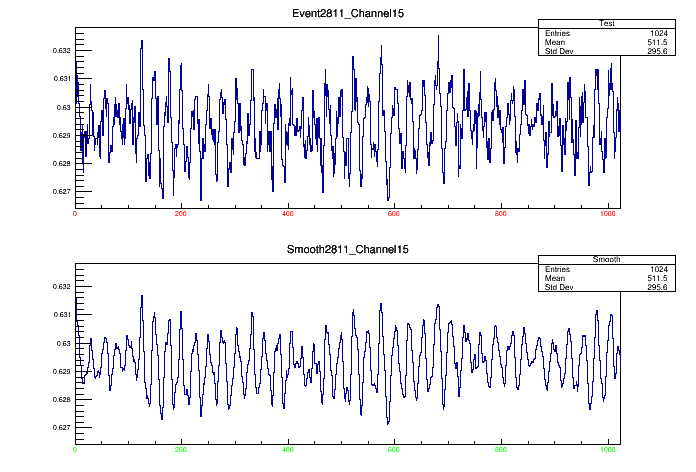 Event2811_Channel15
Test
Entries 1024
Mean 511.5
Std Dev 295.6
0.632
0.631
0.63
0.629
0.628
0.627
0 200 400 600 800 1000
Smooth2811_Channel15
Smooth
Entries 1024
Mean 511.5
Std Dev 295.6
0.632
0.631
0.63
0.629
0.628
0.627
0 200 400 600 800 1000